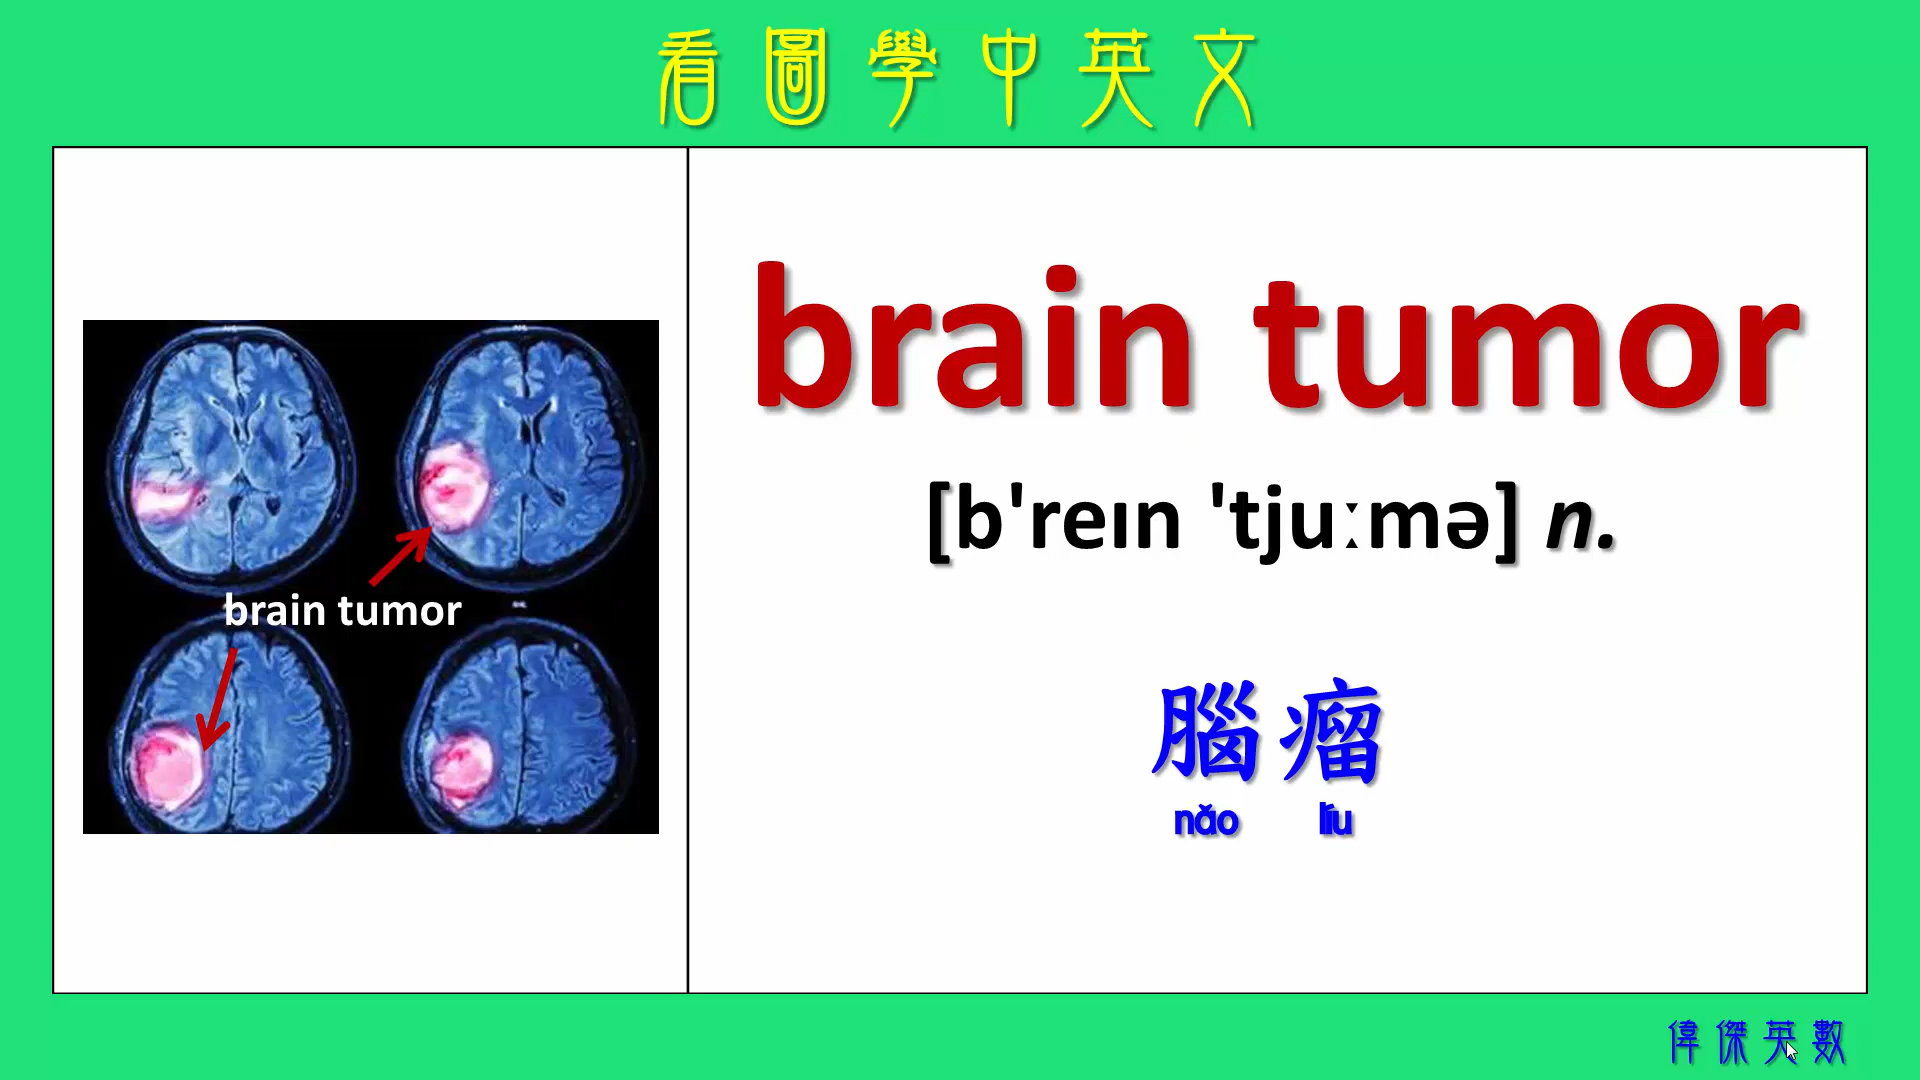 看圖學中英文
brain tumor
brain tumor
[b'reɪn 'tjuːmə] n.
腦瘤
nǎo liú
偉傑英數